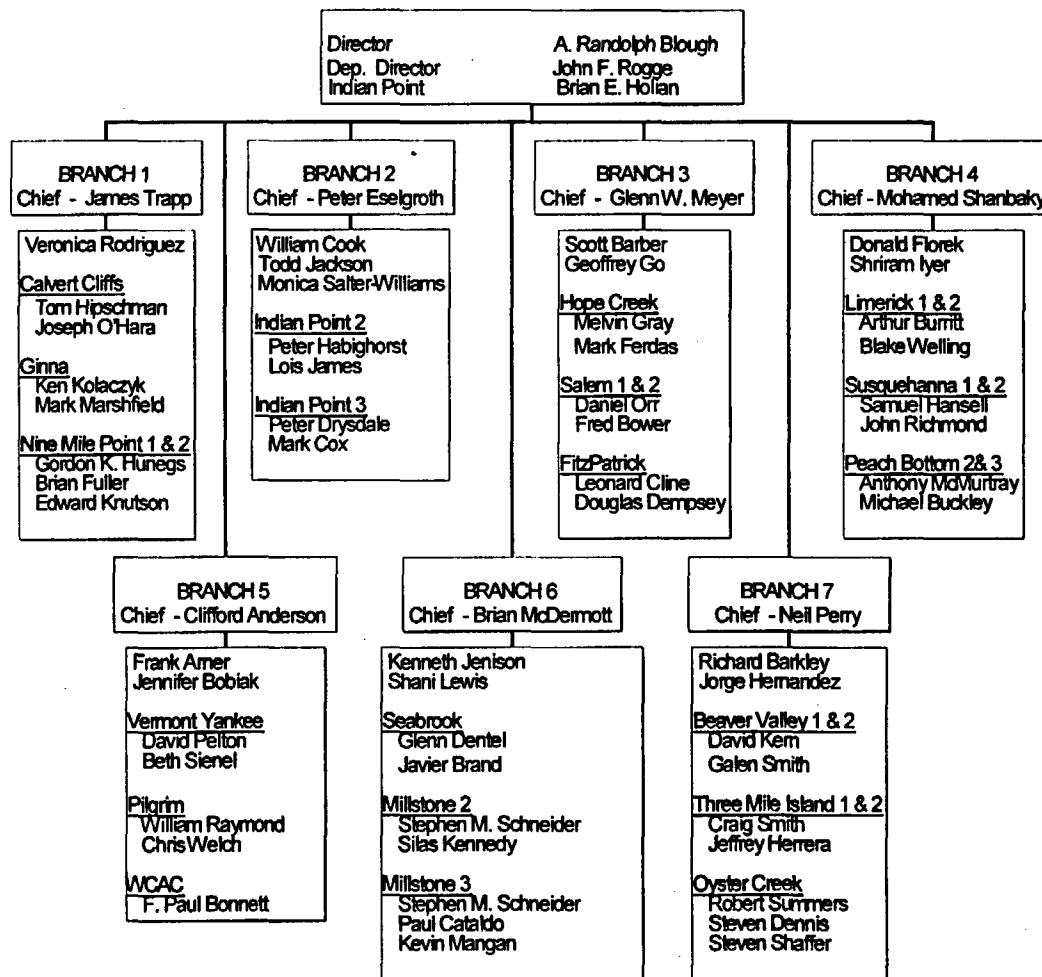 Director A. Randolph Blough
Dep. Director John F. Rogge
Indian Point Brian E. Holian
BRANCH 1
Chief - James Trapp
Veronica Rodriguez
Calvert Cliffs
Tom Hipschman
Joseph O'Hara
Ginna
Ken Kolaczyk
Mark Marshfield
Nine Mile Point 1 & 2
Gordon K. Hunegs
Brian Fuller
Edward Knutson
BRANCH 2
Chief - Peter Eselgroth
William Cook
Todd Jackson
Monica Salter-Williams
Indian Point 2
Peter Habighorst
Lois James
Indian Point 3
Peter Drysdale
Mark Cox
BRANCH 3
Chief - Glenn W. Meyer
Scott Barber
Geoffrey Go
Hope Creek
Melvin Gray
Mark Ferdas
Salem 1 & 2
Daniel Orr
Fred Bower
FitzPatrick
Leonard Cline
Douglas Dempsey
BRANCH 4
Chief - Mohamed Shanbaky
Donald Florek
Shriram Iyer
Limerick 1 & 2
Arthur Burritt
Blake Welling
Susquehanna 1 & 2
Samuel Hansell
John Richmond
Peach Bottom 2& 3
Anthony McMurtray
Michael Buckley
BRANCH 5
Chief - Clifford Anderson
Frank Arner
Jennifer Bobiak
Vermont Yankee
David Pelton
Beth Sienel
Pilgrim
William Raymond
Chris Welch
WCAC
F. Paul Bonnett
BRANCH 6
Chief - Brian McDermott
Kenneth Jenison
Shani Lewis
Seabrook
Glenn Dentel
Javier Brand
Millstone 2
Stephen M. Schneider
Silas Kennedy
Millstone 3
Stephen M. Schneider
Paul Cataldo
Kevin Mangan
BRANCH 7
Chief - Neil Perry
Richard Barkley
Jorge Hernandez
Beaver Valley 1 & 2
David Kern
Galen Smith
Three Mile Island 1 & 2
Craig Smith
Jeffrey Herrera
Oyster Creek
Robert Summers
Steven Dennis
Steven Shaffer